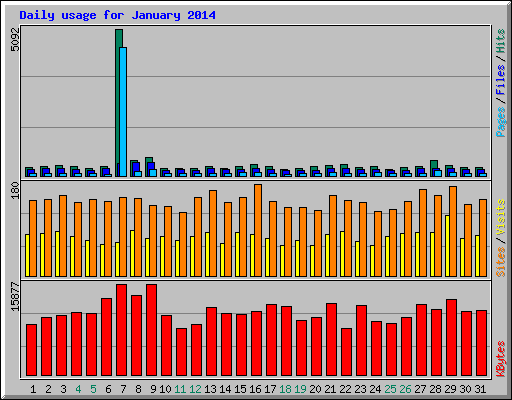 Daily usage for January 2014
5092
Pages / Files / Hits
180
Sites / Visits
15877
KBytes
1 2 3 4 5 6 7 8 9 10 11 12 13 14 15 16 17 18 19 20 21 22 23 24 25 26 27 28 29 30 31